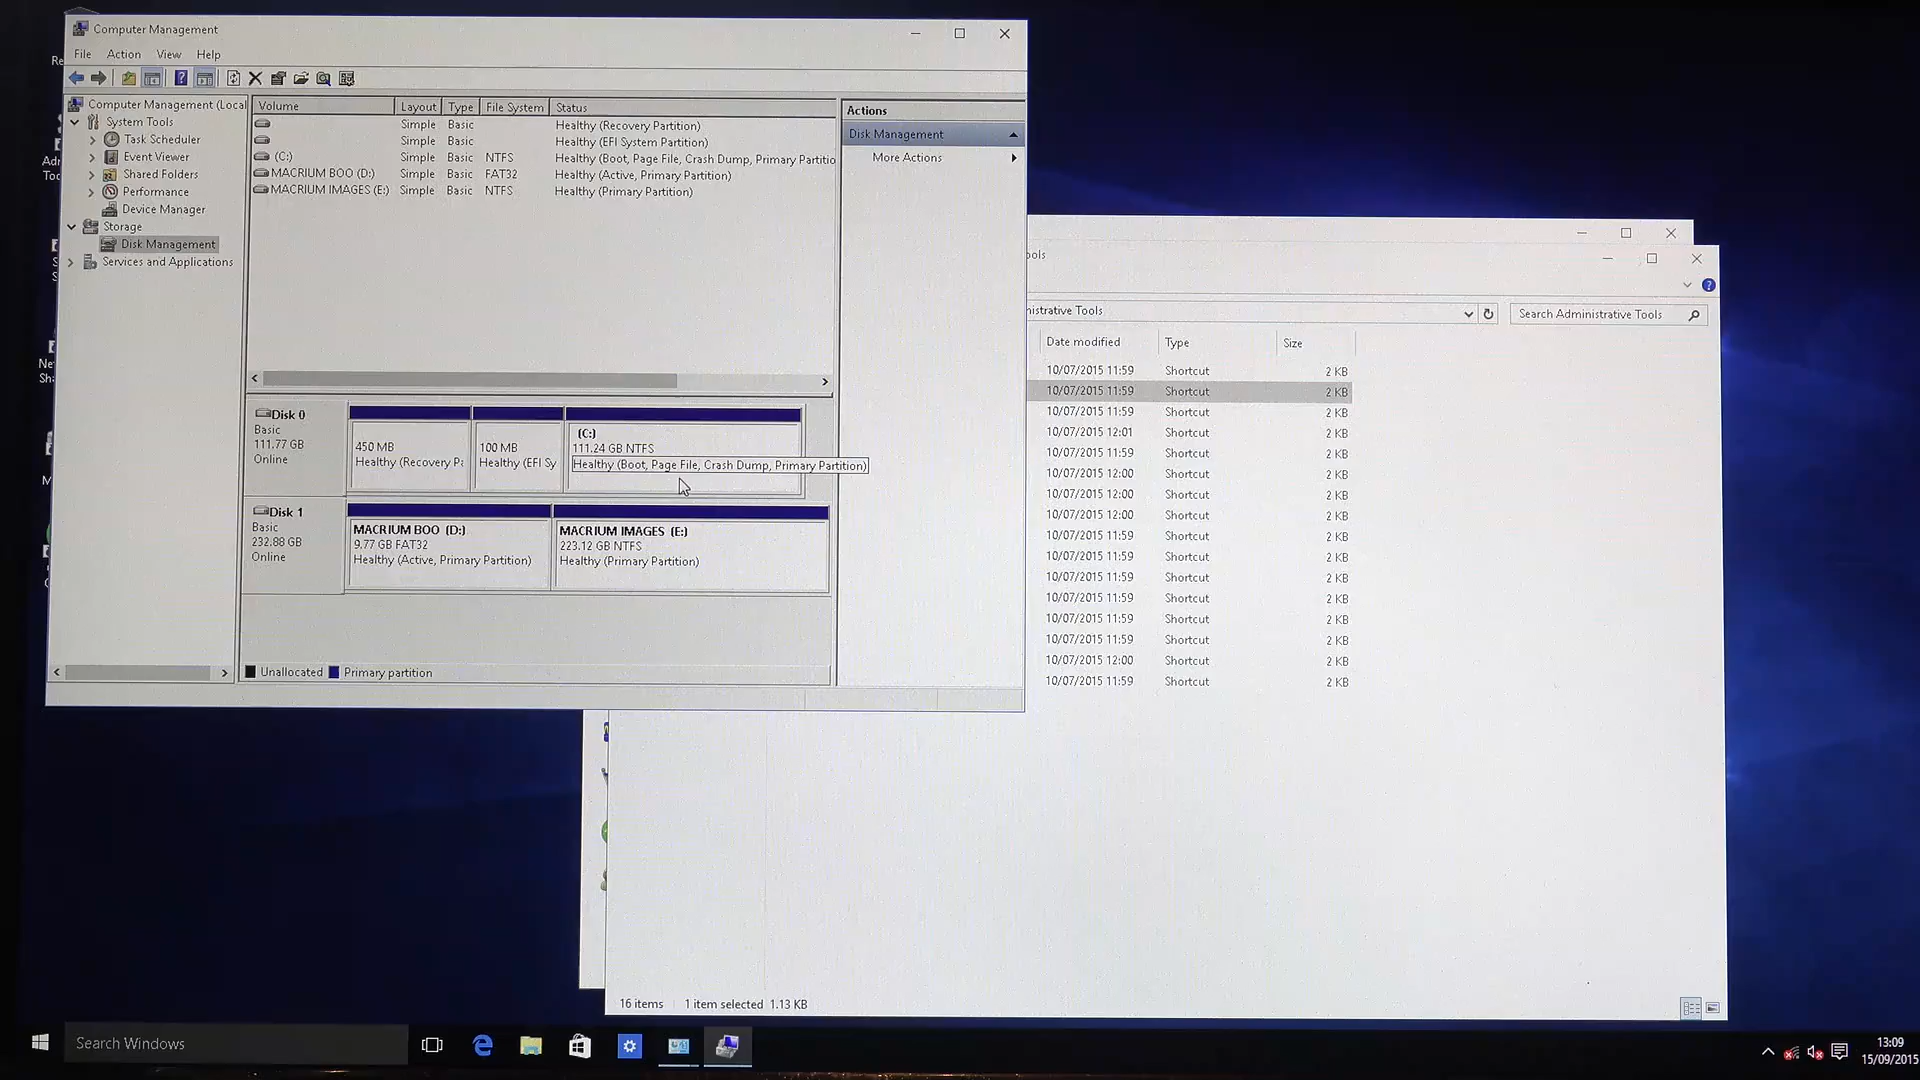 Computer Management
File Action View Help
Computer Management (Local
System Tools
Task Scheduler
Event Viewer
Shared Folders
Performance
Device Manager
Storage
Disk Management
Services and Applications
Volume Layout Type File System Status
Simple Basic Healthy (Recovery Partition)
Simple Basic Healthy (EFI System Partition)
(C:) Simple Basic NTFS Healthy (Boot, Page File, Crash Dump, Primary Partitio
MACRIUM BOO (D:) Simple Basic FAT32 Healthy (Active, Primary Partition)
MACRIUM IMAGES (E:) Simple Basic NTFS Healthy (Primary Partition)
Disk 0
Basic
111.77 GB
Online
450 MB
Healthy (Recovery Pa
100 MB
Healthy (EFI Sy
(C:)
111.24 GB NTFS
Healthy (Boot, Page File, Crash Dump, Primary Partition)
Disk 1
Basic
232.88 GB
Online
MACRIUM BOO (D:)
9.77 GB FAT32
Healthy (Active, Primary Partition)
MACRIUM IMAGES (E:)
223.12 GB NTFS
Healthy (Primary Partition)
Unallocated Primary partition
Actions
Disk Management
More Actions
ools
nistrative Tools
Search Administrative Tools
Date modified Type Size
10/07/2015 11:59 Shortcut 2 KB
10/07/2015 11:59 Shortcut 2 KB
10/07/2015 11:59 Shortcut 2 KB
10/07/2015 12:01 Shortcut 2 KB
10/07/2015 11:59 Shortcut 2 KB
10/07/2015 12:00 Shortcut 2 KB
10/07/2015 12:00 Shortcut 2 KB
10/07/2015 12:00 Shortcut 2 KB
10/07/2015 11:59 Shortcut 2 KB
10/07/2015 11:59 Shortcut 2 KB
10/07/2015 11:59 Shortcut 2 KB
10/07/2015 11:59 Shortcut 2 KB
10/07/2015 11:59 Shortcut 2 KB
10/07/2015 11:59 Shortcut 2 KB
10/07/2015 12:00 Shortcut 2 KB
10/07/2015 11:59 Shortcut 2 KB
16 items 1 item selected 1.13 KB
Search Windows
13:09
15/09/2015